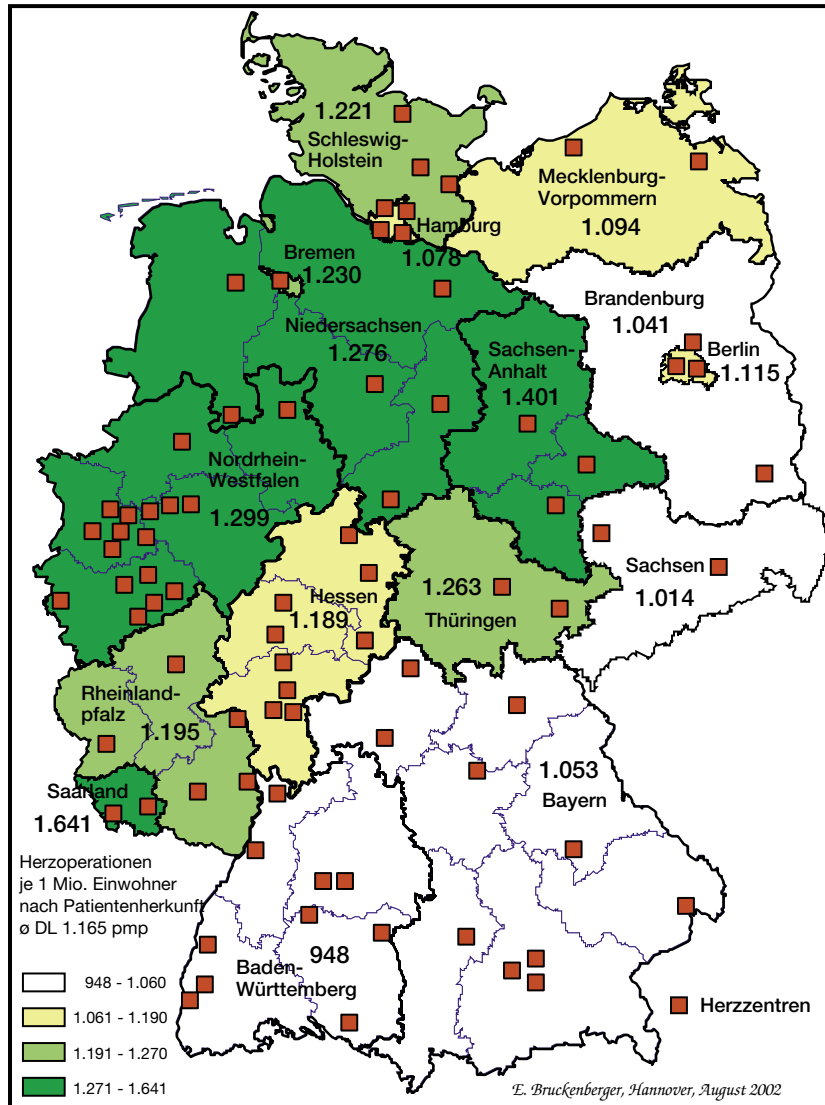 1.221
Schleswig-
Holstein
Mecklenburg-
Vorpommern
1.094
Hamburg
1.078
Bremen
1.230
Brandenburg
1.041
Berlin
1.115
Niedersachsen
1.276
Sachsen-
Anhalt
1.401
Nordrhein-
Westfalen
1.299
Sachsen
1.014
1.263
Thüringen
Hessen
1.189
Rheinland-
pfalz
1.195
Saarland
1.641
1.053
Bayern
948
Baden-
Württemberg
Herzoperationen
je 1 Mio. Einwohner
nach Patientenherkunft
ø DL 1.165 pmp
948 - 1.060
1.061 - 1.190
1.191 - 1.270
1.271 - 1.641
Herzzentren
E. Bruckenberger, Hannover, August 2002